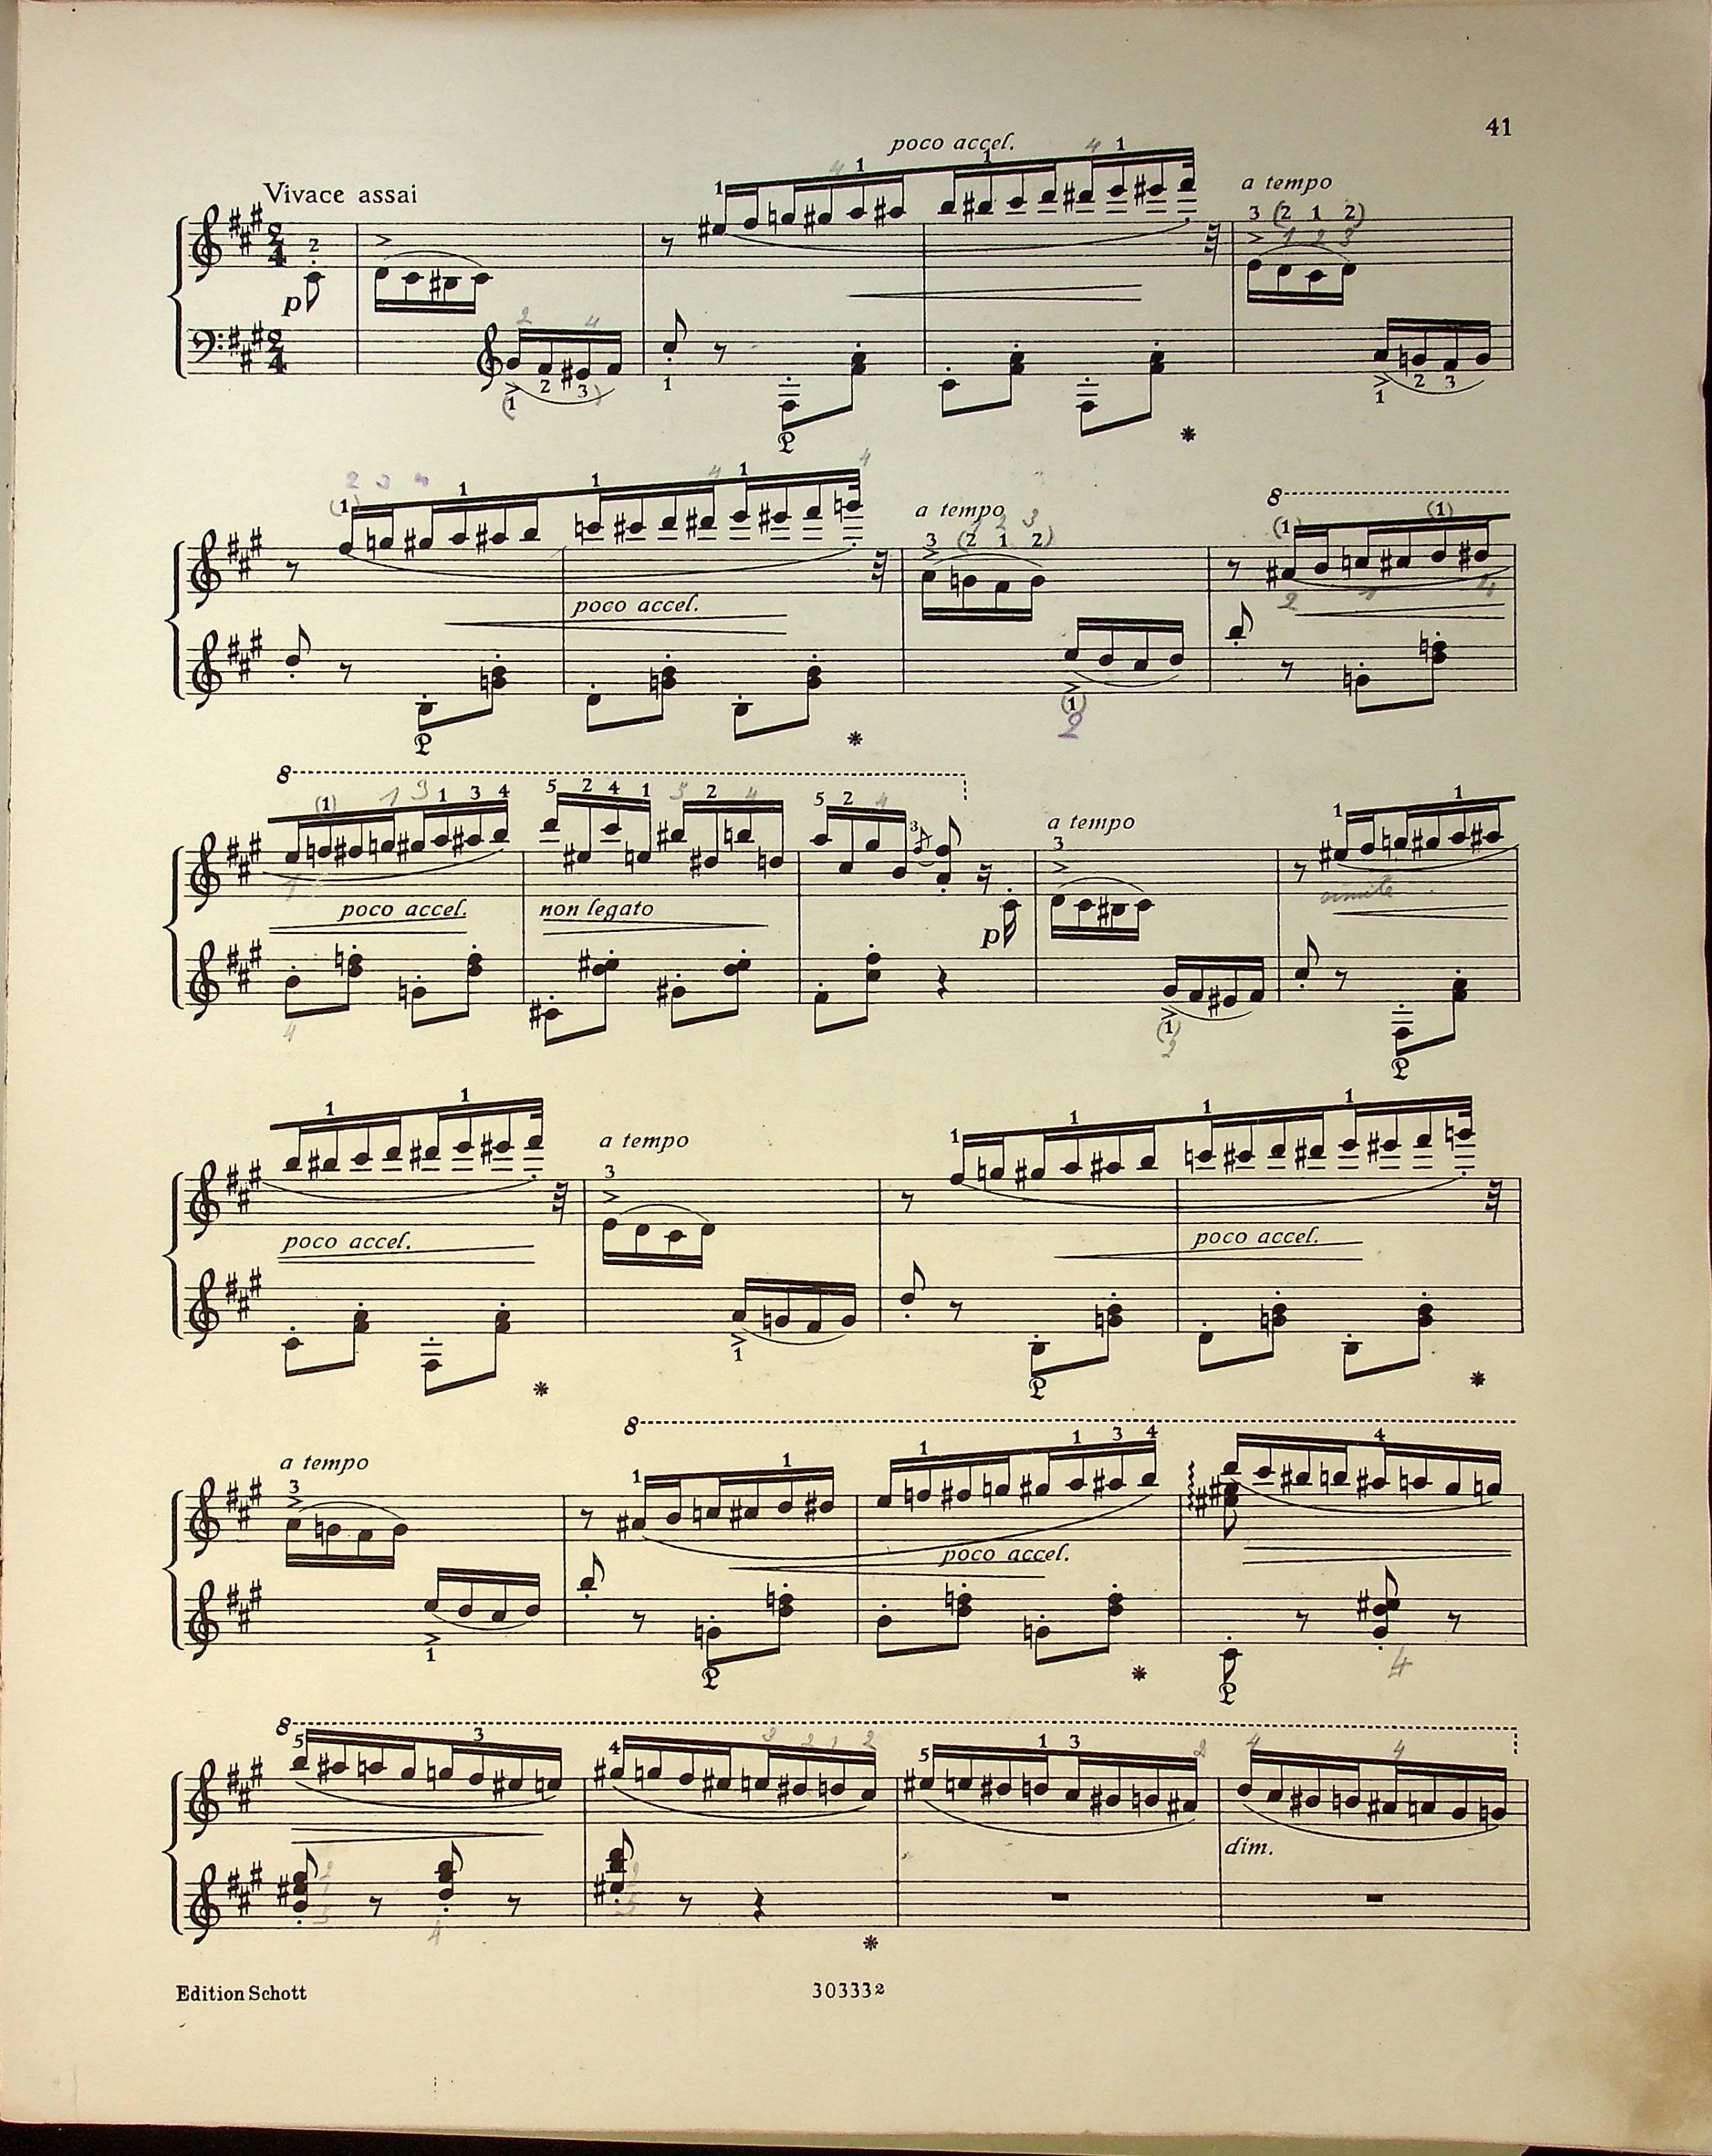 41
poco accel.
Vivace assai
a tempo
p
a tempo
poco accel.
poco accel.
non legato
a tempo
p
simile
a tempo
poco accel.
poco accel.
a tempo
poco accel.
dim.
Edition Schott
303332